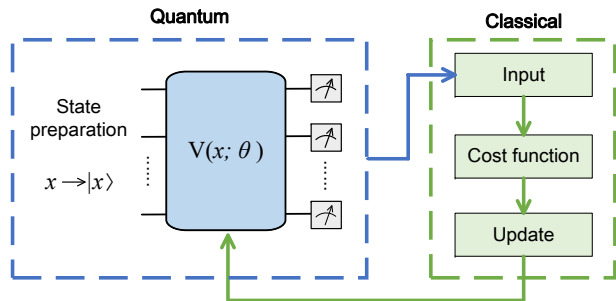 Quantum
Classical
State
preparation
x → |x⟩
V(x; θ )
Input
Cost function
Update